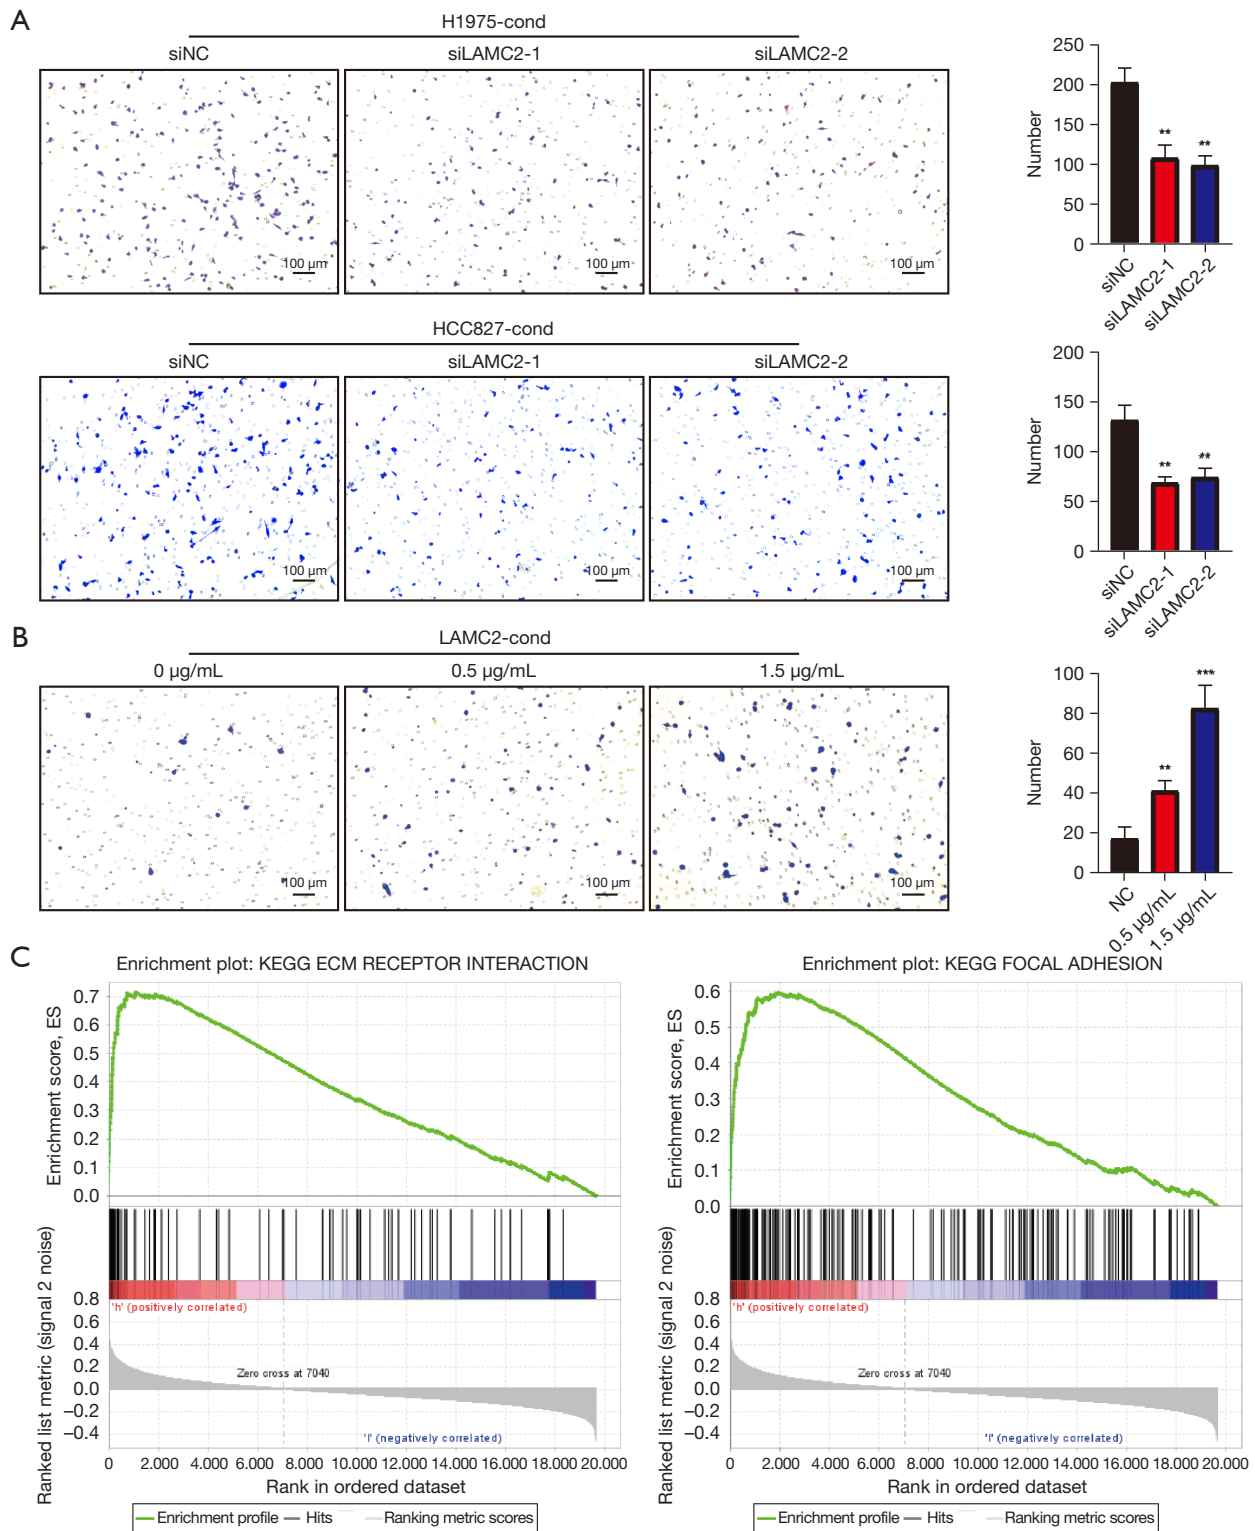 A
H1975-cond
siNC siLAMC2-1 siLAMC2-2
100 µm 100 µm 100 µm
250
200
150
100
50
0
Number
** **
siNC siLAMC2-1 siLAMC2-2
HCC827-cond
siNC siLAMC2-1 siLAMC2-2
100 µm 100 µm 100 µm
200
150
100
50
0
Number
** **
siNC siLAMC2-1 siLAMC2-2
B
LAMC2-cond
0 µg/mL 0.5 µg/mL 1.5 µg/mL
100 µm 100 µm 100 µm
100
80
60
40
20
0
Number
** ***
NC 0.5 µg/mL 1.5 µg/mL
C
Enrichment plot: KEGG ECM RECEPTOR INTERACTION
Enrichment score, ES
0.7
0.6
0.5
0.4
0.3
0.2
0.1
0.0
Ranked list metric (signal 2 noise)
0.8
0.6
0.4
0.2
0.0
−0.2
−0.4
'h' (positively correlated)
Zero cross at 7040
'l' (negatively correlated)
0 2.000 4.000 6.000 8.000 10.000 12.000 14.000 16.000 18.000 20.000
Rank in ordered dataset
Enrichment profile Hits Ranking metric scores
Enrichment plot: KEGG FOCAL ADHESION
Enrichment score, ES
0.6
0.5
0.4
0.3
0.2
0.1
0.0
Ranked list metric (signal 2 noise)
0.8
0.6
0.4
0.2
0.0
−0.2
−0.4
'h' (positively correlated)
Zero cross at 7040
'l' (negatively correlated)
0 2.000 4.000 6.000 8.000 10.000 12.000 14.000 16.000 18.000 20.000
Rank in ordered dataset
Enrichment profile Hits Ranking metric scores